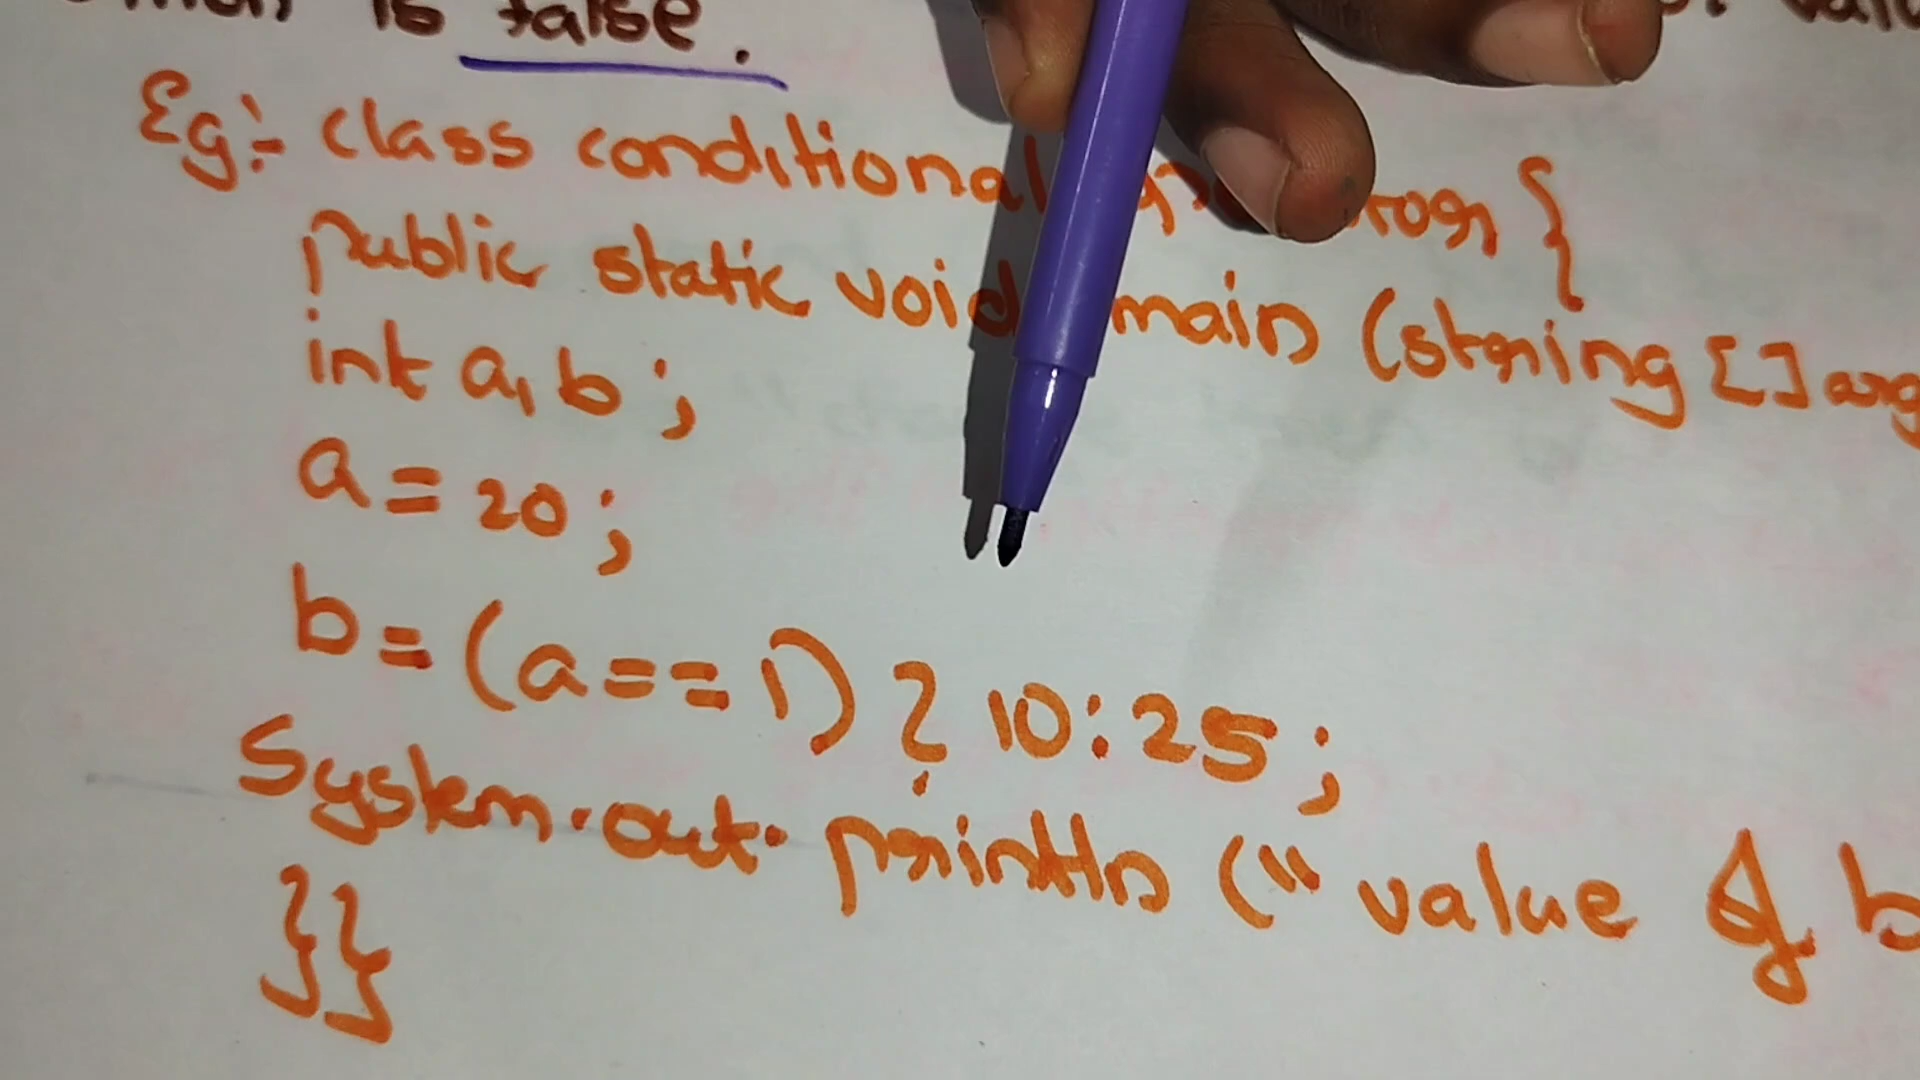 is false.
Eg:- class conditional {
public static void main (string [] arg
int a, b ;
a = 20 ;
b = (a == 1) ? 10 : 25 ;
System.out.println (" value of b
}}